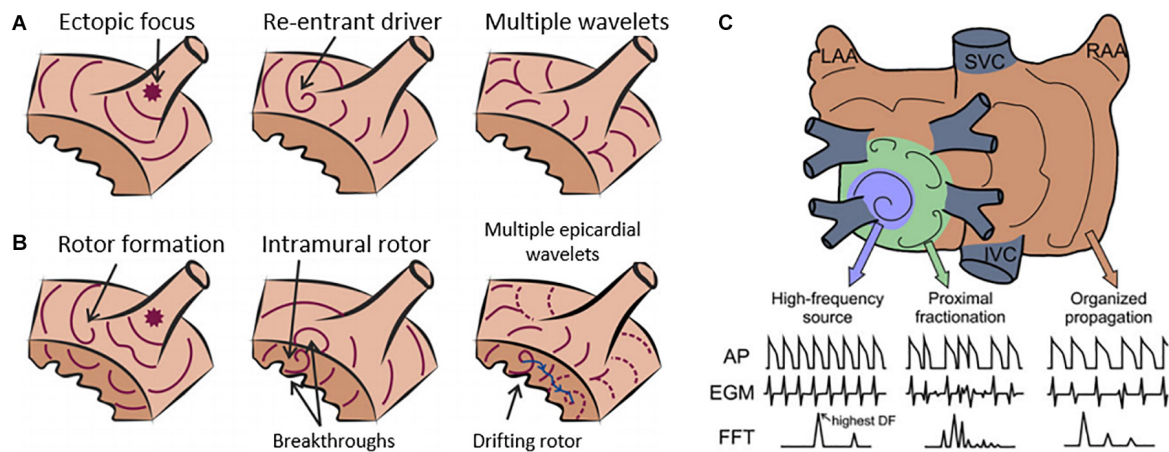 A
Ectopic focus
Re-entrant driver
Multiple wavelets
B
Rotor formation
Intramural rotor
Multiple epicardial
wavelets
Breakthroughs
Drifting rotor
C
LAA
SVC
RAA
IVC
High-frequency
source
Proximal
fractionation
Organized
propagation
AP
EGM
FFT
highest DF